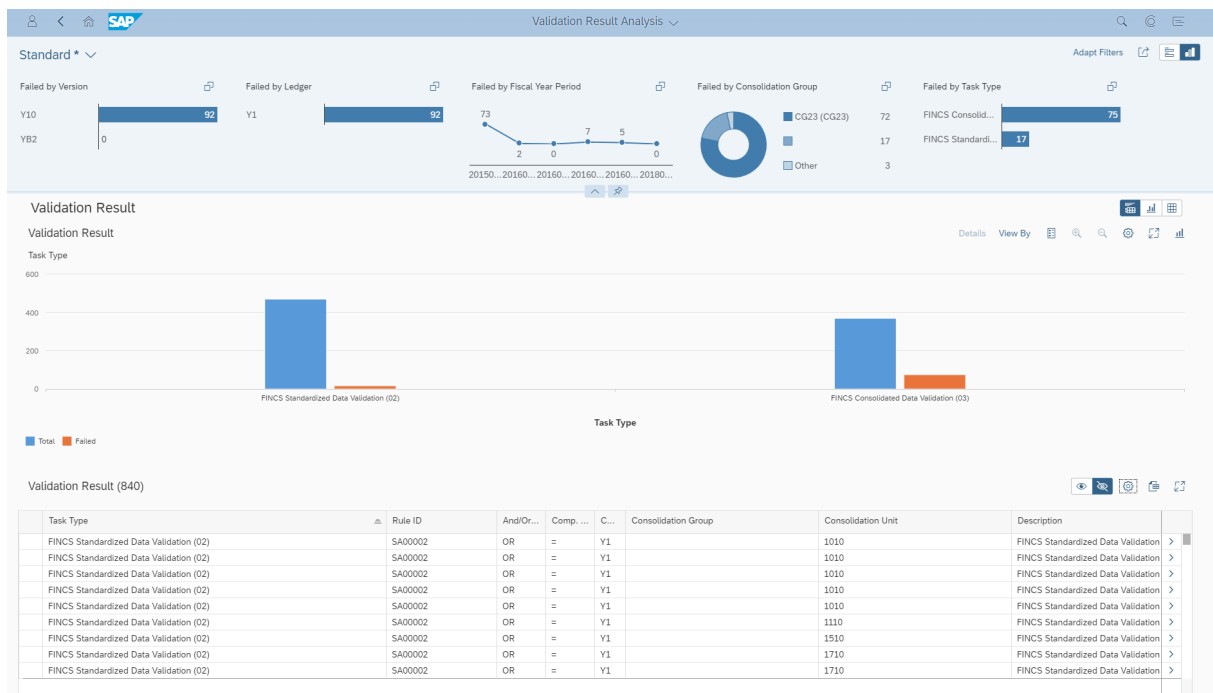 SAP
Validation Result Analysis
Standard *
Adapt Filters
Failed by Version
Y10 92
YB2 0
Failed by Ledger
Y1 92
Failed by Fiscal Year Period
73 2 0 7 5 0
20150... 20160... 20160... 20160... 20160... 20180...
Failed by Consolidation Group
CG23 (CG23) 72
17
Other 3
Failed by Task Type
FINCS Consolid... 75
FINCS Standardi... 17
Validation Result
Validation Result
Details View By
Task Type
600
400
200
0
FINCS Standardized Data Validation (02) FINCS Consolidated Data Validation (03)
Task Type
Total Failed
Validation Result (840)
Task Type Rule ID And/Or... Comp. ... C... Consolidation Group Consolidation Unit Description
FINCS Standardized Data Validation (02) SA00002 OR = Y1 1010 FINCS Standardized Data Validation
FINCS Standardized Data Validation (02) SA00002 OR = Y1 1010 FINCS Standardized Data Validation
FINCS Standardized Data Validation (02) SA00002 OR = Y1 1010 FINCS Standardized Data Validation
FINCS Standardized Data Validation (02) SA00002 OR = Y1 1010 FINCS Standardized Data Validation
FINCS Standardized Data Validation (02) SA00002 OR = Y1 1010 FINCS Standardized Data Validation
FINCS Standardized Data Validation (02) SA00002 OR = Y1 1110 FINCS Standardized Data Validation
FINCS Standardized Data Validation (02) SA00002 OR = Y1 1510 FINCS Standardized Data Validation
FINCS Standardized Data Validation (02) SA00002 OR = Y1 1710 FINCS Standardized Data Validation
FINCS Standardized Data Validation (02) SA00002 OR = Y1 1710 FINCS Standardized Data Validation